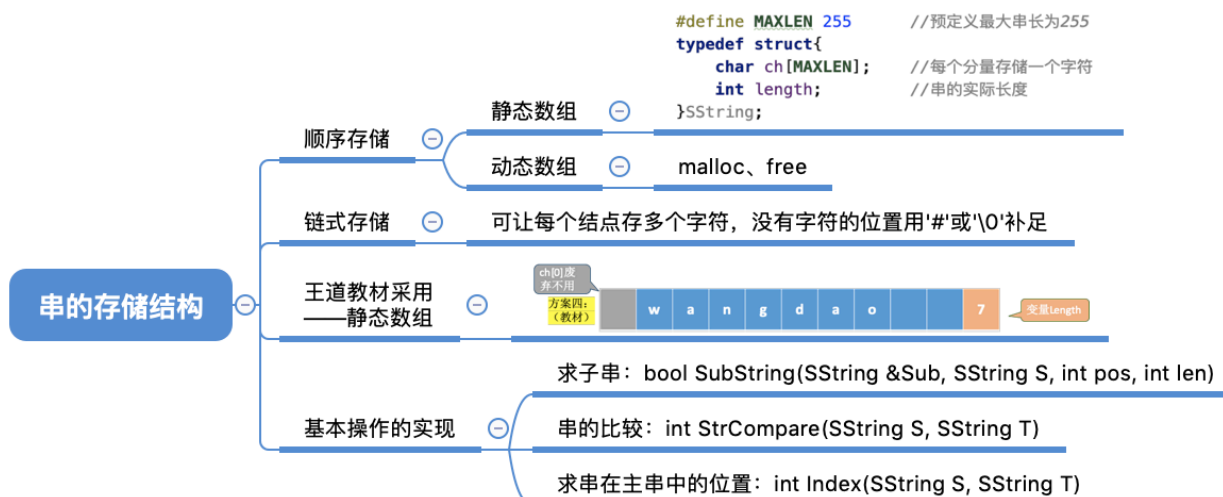 #define MAXLEN 255 //预定义最大串长为255
typedef struct{
char ch[MAXLEN]; //每个分量存储一个字符
int length; //串的实际长度
}SString;
静态数组
顺序存储
动态数组
malloc、free
链式存储
可让每个结点存多个字符，没有字符的位置用'#'或'\0'补足
串的存储结构
王道教材采用
——静态数组
ch[0]废
弃不用
方案四：
（教材）
w a n g d a o 7
变量Length
求子串：bool SubString(SString &Sub, SString S, int pos, int len)
基本操作的实现
串的比较：int StrCompare(SString S, SString T)
求串在主串中的位置：int Index(SString S, SString T)